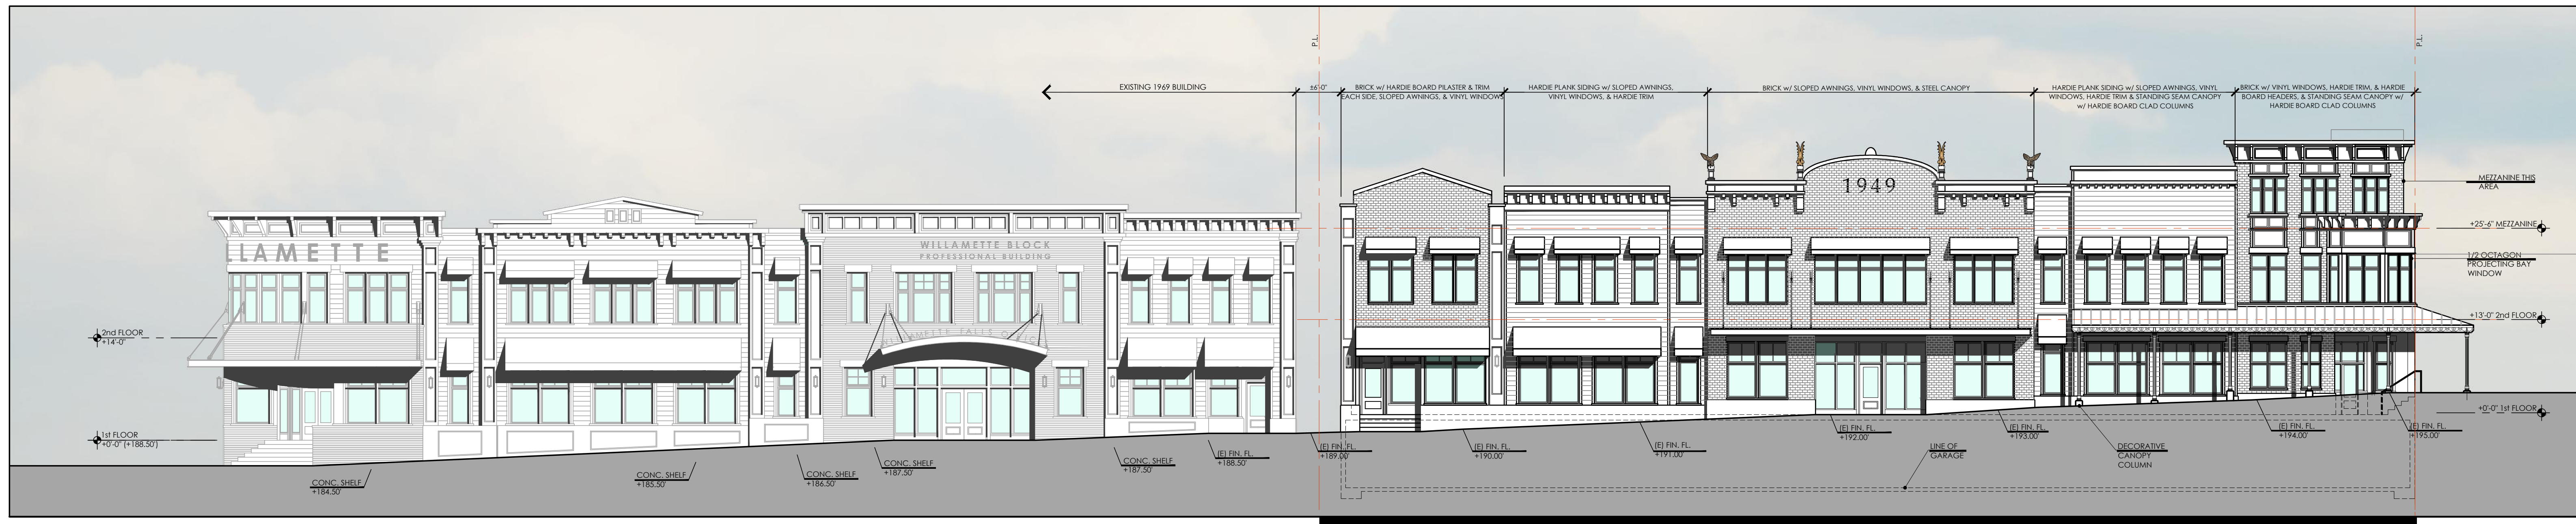 P.L.
P.L.
EXISTING 1969 BUILDING
±6'-0"
BRICK w/ HARDIE BOARD PILASTER & TRIM
EACH SIDE, SLOPED AWNINGS, & VINYL WINDOWS
HARDIE PLANK SIDING w/ SLOPED AWNINGS,
VINYL WINDOWS, & HARDIE TRIM
BRICK w/ SLOPED AWNINGS, VINYL WINDOWS, & STEEL CANOPY
HARDIE PLANK SIDING w/ SLOPED AWNINGS, VINYL
WINDOWS, HARDIE TRIM & STANDING SEAM CANOPY
w/ HARDIE BOARD CLAD COLUMNS
BRICK w/ VINYL WINDOWS, HARDIE TRIM, & HARDIE
BOARD HEADERS, & STANDING SEAM CANOPY w/
HARDIE BOARD CLAD COLUMNS
1949
MEZZANINE THIS
AREA
+25'-6" MEZZANINE
1/2 OCTAGON
PROJECTING BAY
WINDOW
+13'-0" 2nd FLOOR
+0'-0" 1st FLOOR
LLAMETTE
WILLAMETTE BLOCK
PROFESSIONAL BUILDING
WILLAMETTE FALLS
2nd FLOOR
+14'-0"
1st FLOOR
+0'-0" (+188.50')
CONC. SHELF
+184.50'
CONC. SHELF
+185.50'
CONC. SHELF
+186.50'
CONC. SHELF
+187.50'
CONC. SHELF
+187.50'
(E) FIN. FL.
+188.50'
(E) FIN. FL.
+189.00'
(E) FIN. FL.
+190.00'
(E) FIN. FL.
+191.00'
(E) FIN. FL.
+192.00'
LINE OF
GARAGE
(E) FIN. FL.
+193.00'
DECORATIVE
CANOPY
COLUMN
(E) FIN. FL.
+194.00'
(E) FIN. FL.
+195.00'